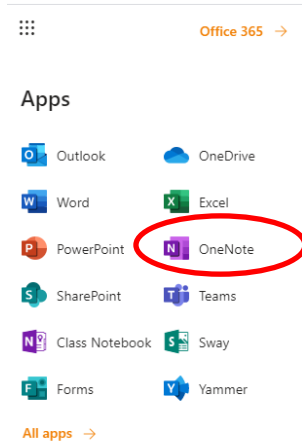 Office 365 →
Apps
Outlook OneDrive
Word Excel
PowerPoint OneNote
SharePoint Teams
Class Notebook Sway
Forms Yammer
All apps →